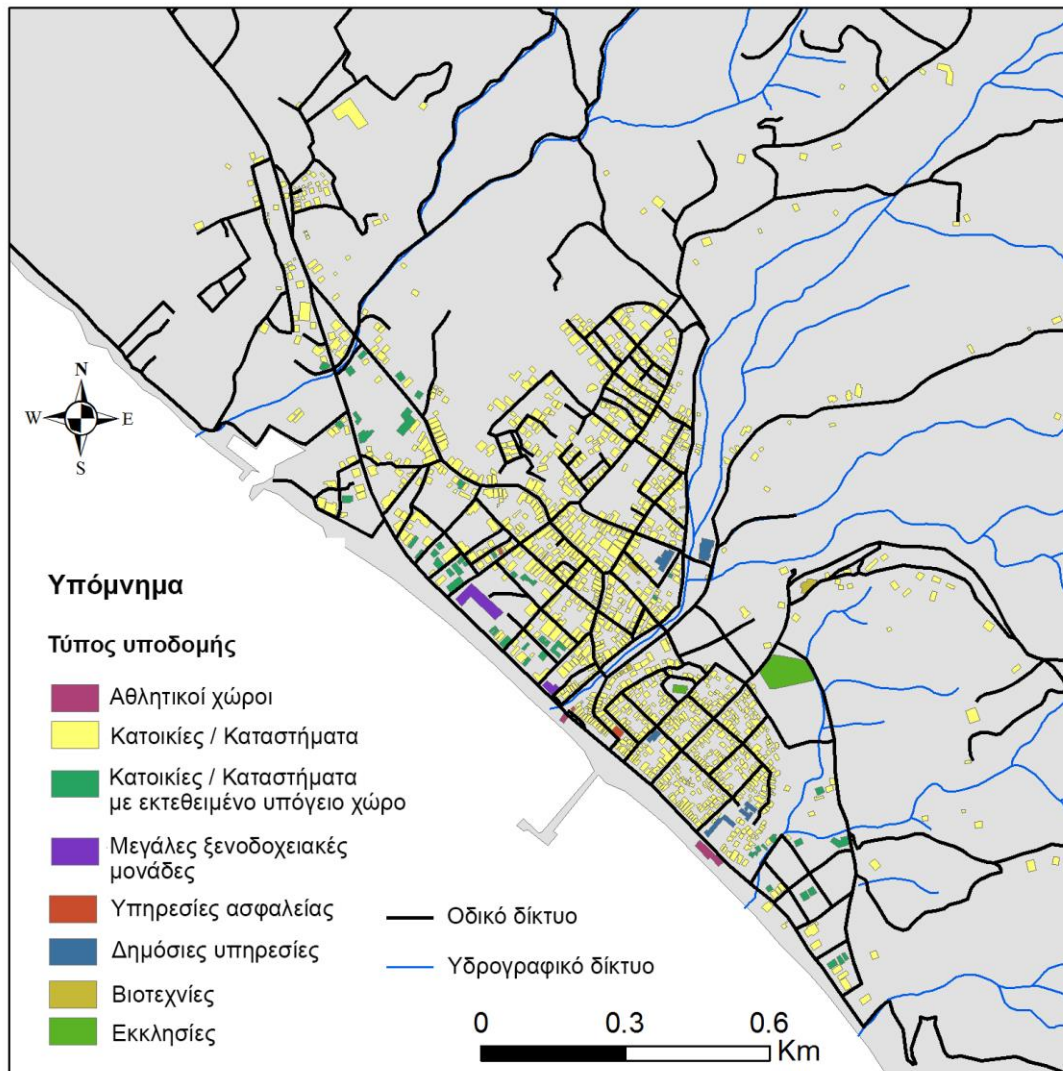 N
W E
S
Υπόμνημα
Τύπος υποδομής
Αθλητικοί χώροι
Κατοικίες / Καταστήματα
Κατοικίες / Καταστήματα
με εκτεθειμένο υπόγειο χώρο
Μεγάλες ξενοδοχειακές
μονάδες
Υπηρεσίες ασφαλείας
Δημόσιες υπηρεσίες
Βιοτεχνίες
Εκκλησίες
Οδικό δίκτυο
Υδρογραφικό δίκτυο
0 0.3 0.6
Km